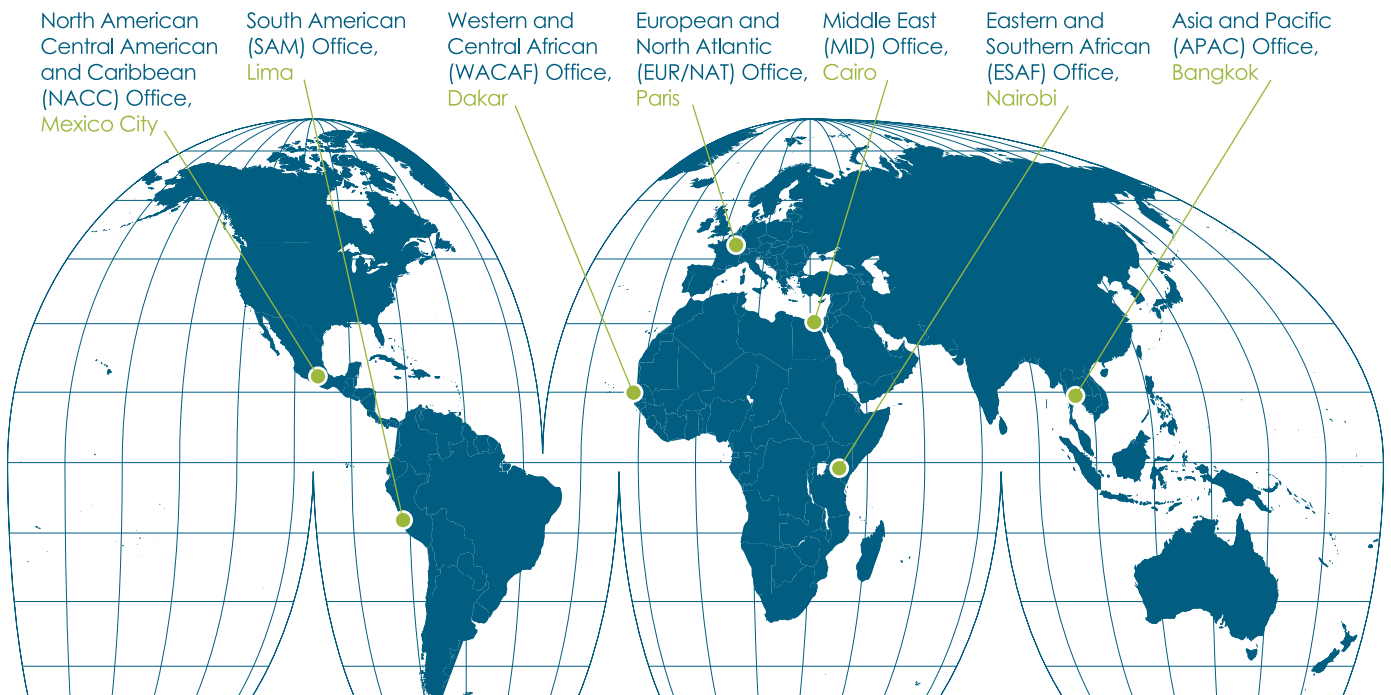 North American
Central American
and Caribbean
(NACC) Office,
Mexico City
South American
(SAM) Office,
Lima
Western and
Central African
(WACAF) Office,
Dakar
European and
North Atlantic
(EUR/NAT) Office,
Paris
Middle East
(MID) Office,
Cairo
Eastern and
Southern African
(ESAF) Office,
Nairobi
Asia and Pacific
(APAC) Office,
Bangkok